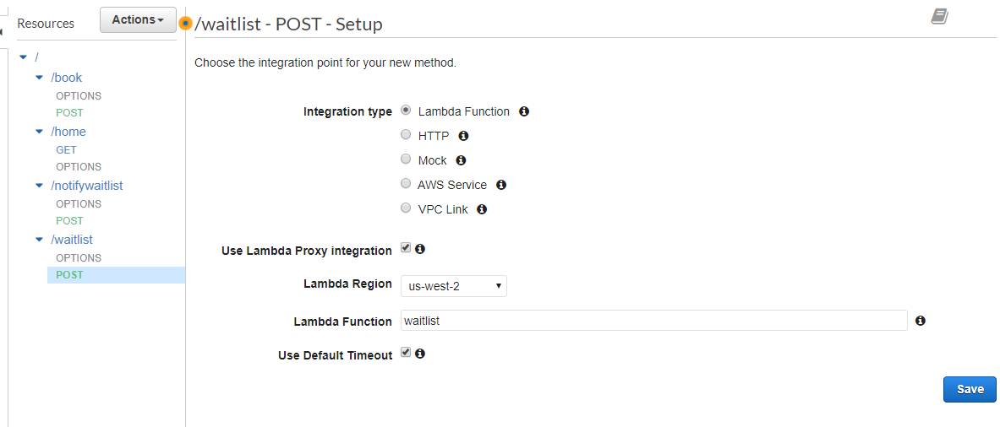 Resources
Actions
/
/book
OPTIONS
POST
/home
GET
OPTIONS
/notifywaitlist
OPTIONS
POST
/waitlist
OPTIONS
POST
/waitlist - POST - Setup
Choose the integration point for your new method.
Integration type
Lambda Function
HTTP
Mock
AWS Service
VPC Link
Use Lambda Proxy integration
Lambda Region us-west-2
Lambda Function waitlist
Use Default Timeout
Save